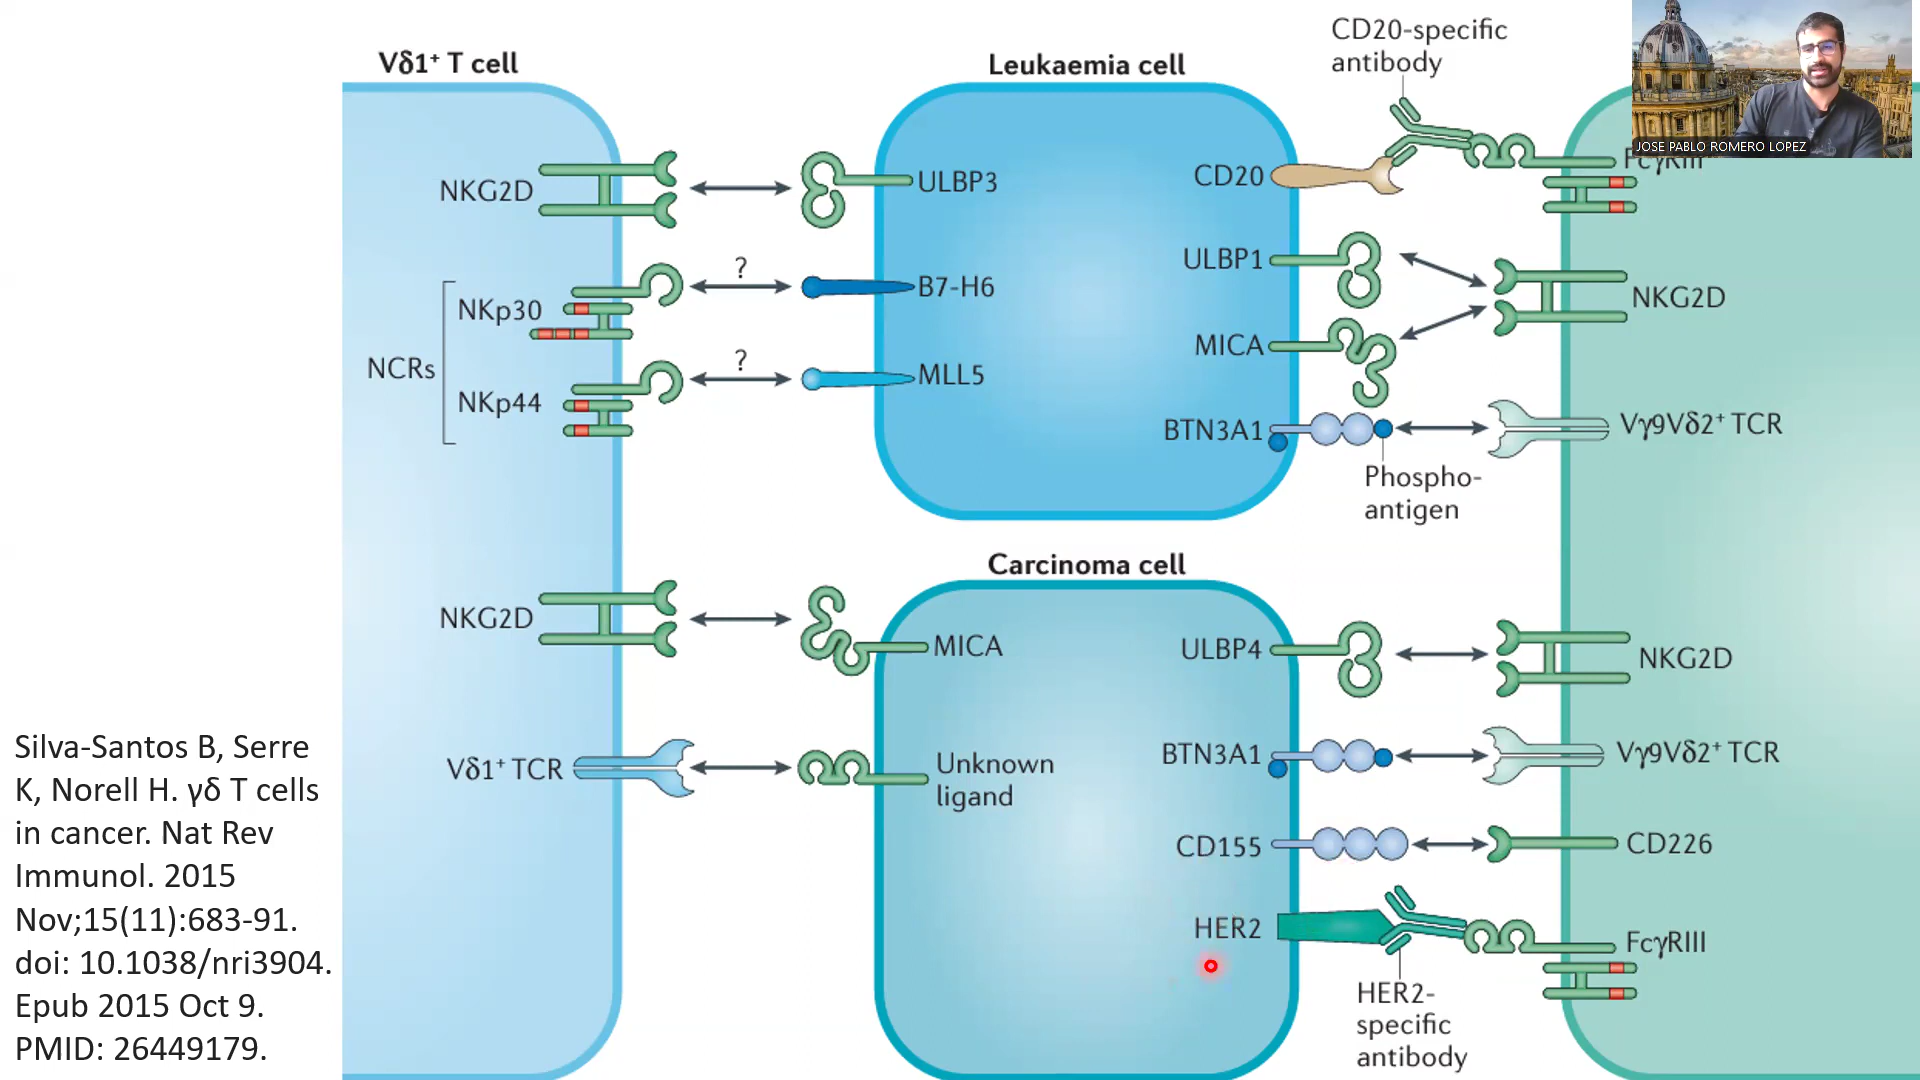 Vδ1⁺ T cell
Leukaemia cell
CD20-specific
antibody
JOSE PABLO ROMERO LOPEZ
NKG2D
ULBP3
CD20
FcγRIII
?
NKp30
B7-H6
ULBP1
NKG2D
NCRs
?
NKp44
MLL5
MICA
BTN3A1
Vγ9Vδ2⁺ TCR
Phospho-
antigen
Carcinoma cell
NKG2D
MICA
ULBP4
NKG2D
Vδ1⁺ TCR
Unknown
ligand
BTN3A1
Vγ9Vδ2⁺ TCR
CD155
CD226
HER2
FcγRIII
HER2-
specific
antibody
Silva-Santos B, Serre
K, Norell H. γδ T cells
in cancer. Nat Rev
Immunol. 2015
Nov;15(11):683-91.
doi: 10.1038/nri3904.
Epub 2015 Oct 9.
PMID: 26449179.